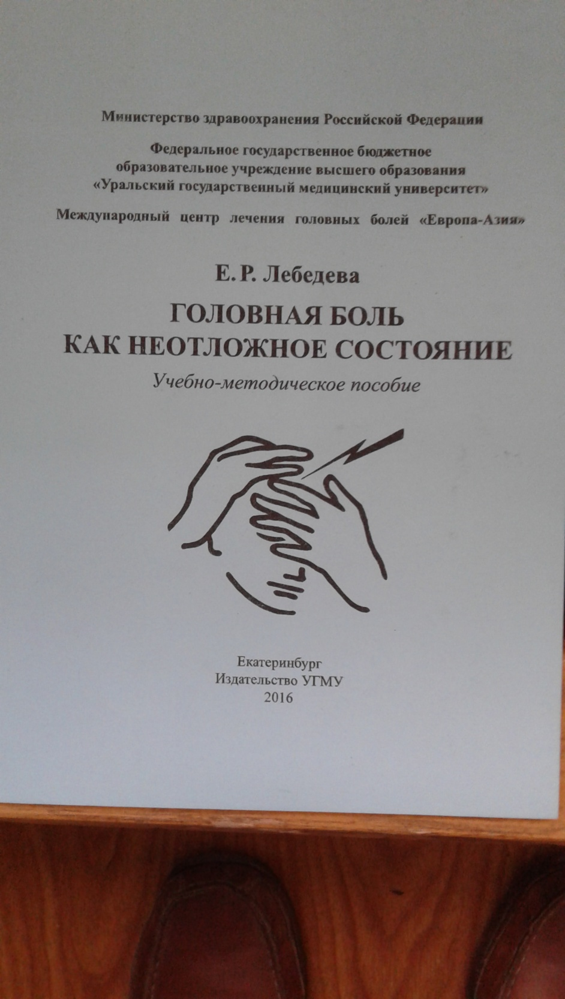 Министерство здравоохранения Российской Федерации
Федеральное государственное бюджетное
образовательное учреждение высшего образования
«Уральский государственный медицинский университет»
Международный центр лечения головных болей «Европа-Азия»
Е. Р. Лебедева
ГОЛОВНАЯ БОЛЬ
КАК НЕОТЛОЖНОЕ СОСТОЯНИЕ
Учебно-методическое пособие
Екатеринбург
Издательство УГМУ
2016